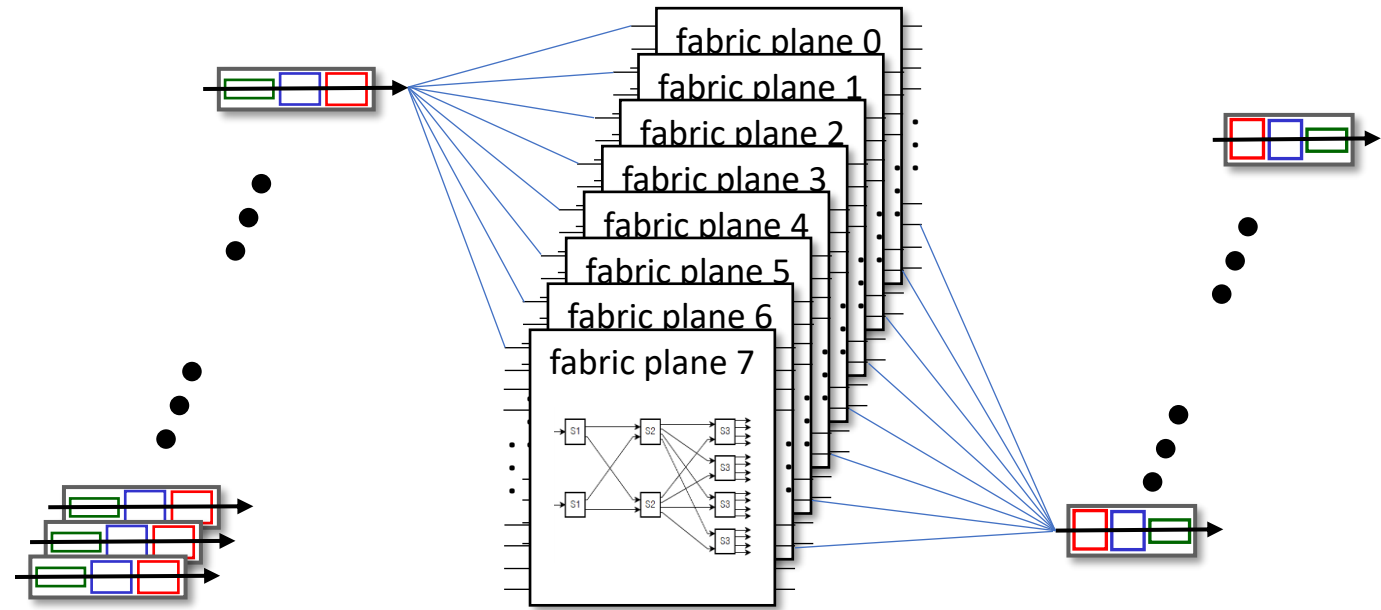 fabric plane 0
fabric plane 1
fabric plane 2
fabric plane 3
fabric plane 4
fabric plane 5
fabric plane 6
fabric plane 7
S1 S2 S3
S3
S1 S2 S3
S3